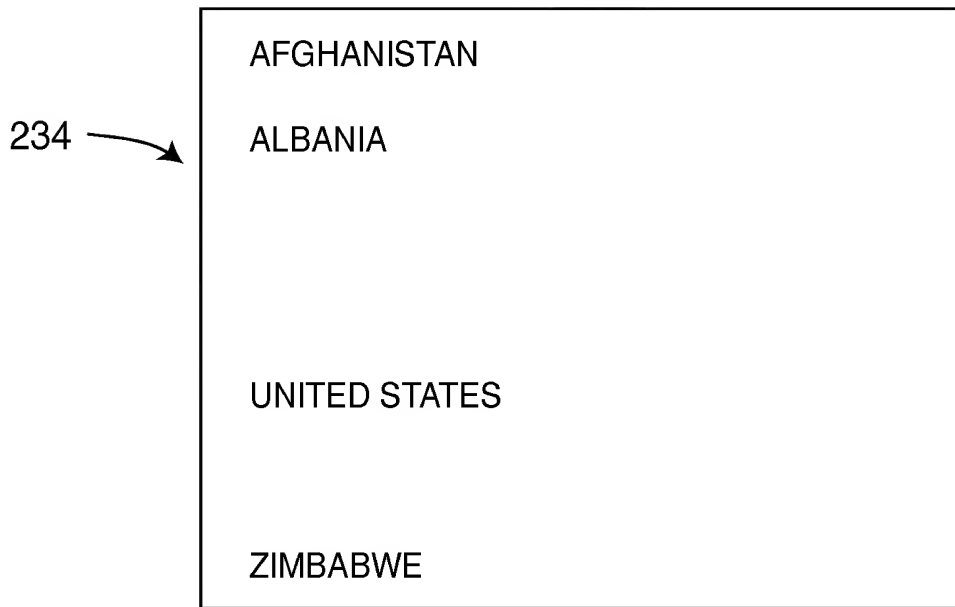 AFGHANISTAN
234
ALBANIA
UNITED STATES
ZIMBABWE